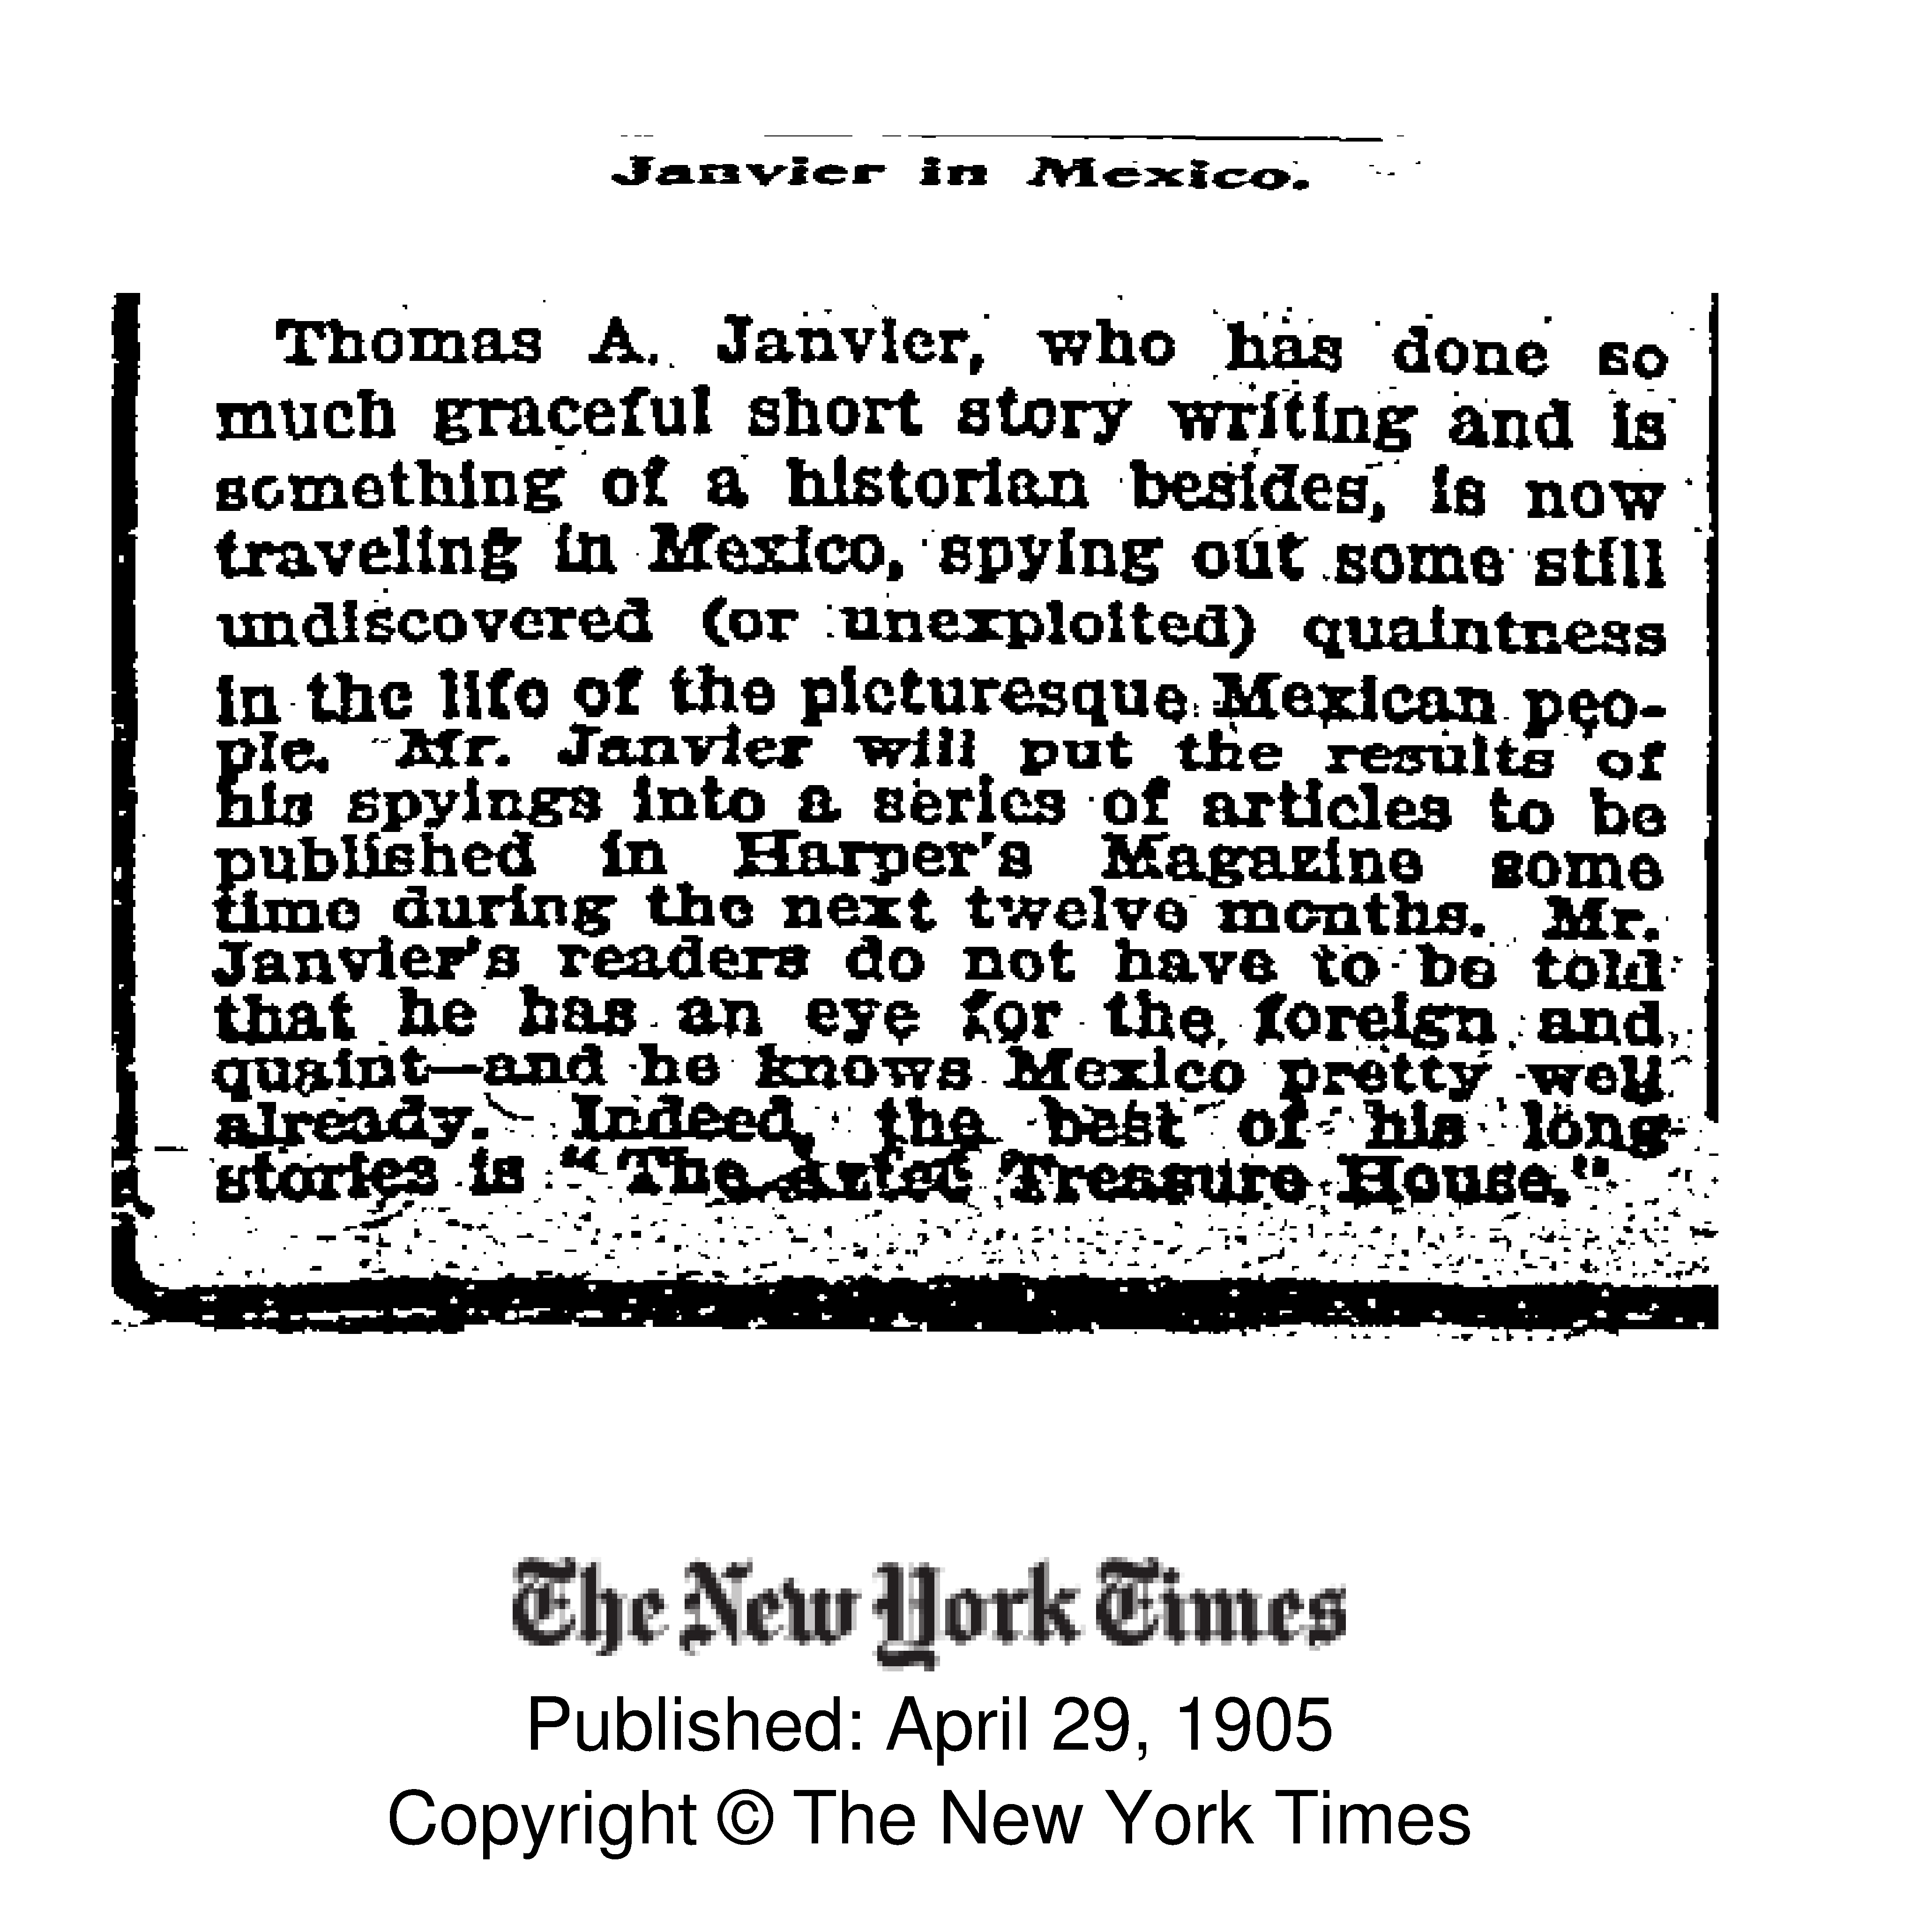 Janvier in Mexico.
Thomas A. Janvier, who has done so
much graceful short story writing and is
something of a historian besides, is now
traveling in Mexico, spying out some still
undiscovered (or unexploited) quaintness
in the life of the picturesque Mexican peo-
ple. Mr. Janvier will put the results of
his spyings into a series of articles to be
published in Harper's Magazine some
time during the next twelve months. Mr.
Janvier's readers do not have to be told
that he has an eye for the foreign and
quaint—and he knows Mexico pretty well
already. Indeed, the best of his long
stories is "The Aztec Treasure House."
The New York Times
Published: April 29, 1905
Copyright © The New York Times